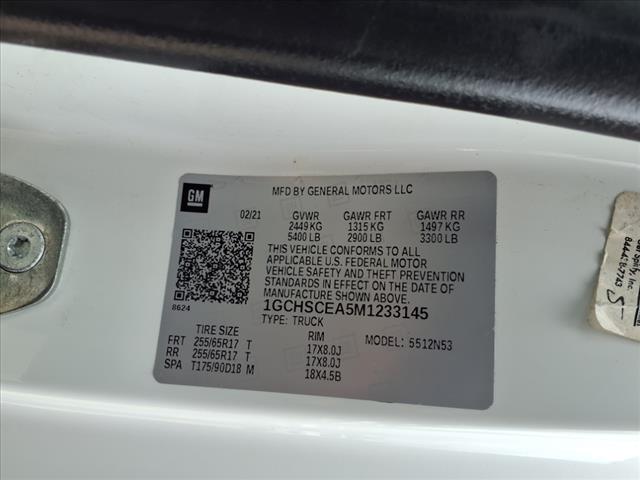 GM
MFD BY GENERAL MOTORS LLC
02/21 GVWR GAWR FRT GAWR RR
2449 KG 1315 KG 1497 KG
5400 LB 2900 LB 3300 LB
THIS VEHICLE CONFORMS TO ALL
APPLICABLE U.S. FEDERAL MOTOR
VEHICLE SAFETY AND THEFT PREVENTION
STANDARDS IN EFFECT ON THE DATE OF
MANUFACTURE SHOWN ABOVE.
8624
1GCHSCEA5M1233145
TYPE: TRUCK
TIRE SIZE RIM MODEL: 5512N53
FRT 255/65R17 T 17X8.0J
RR 255/65R17 T 17X8.0J
SPA T175/90D18 M 18X4.5B
Inc.